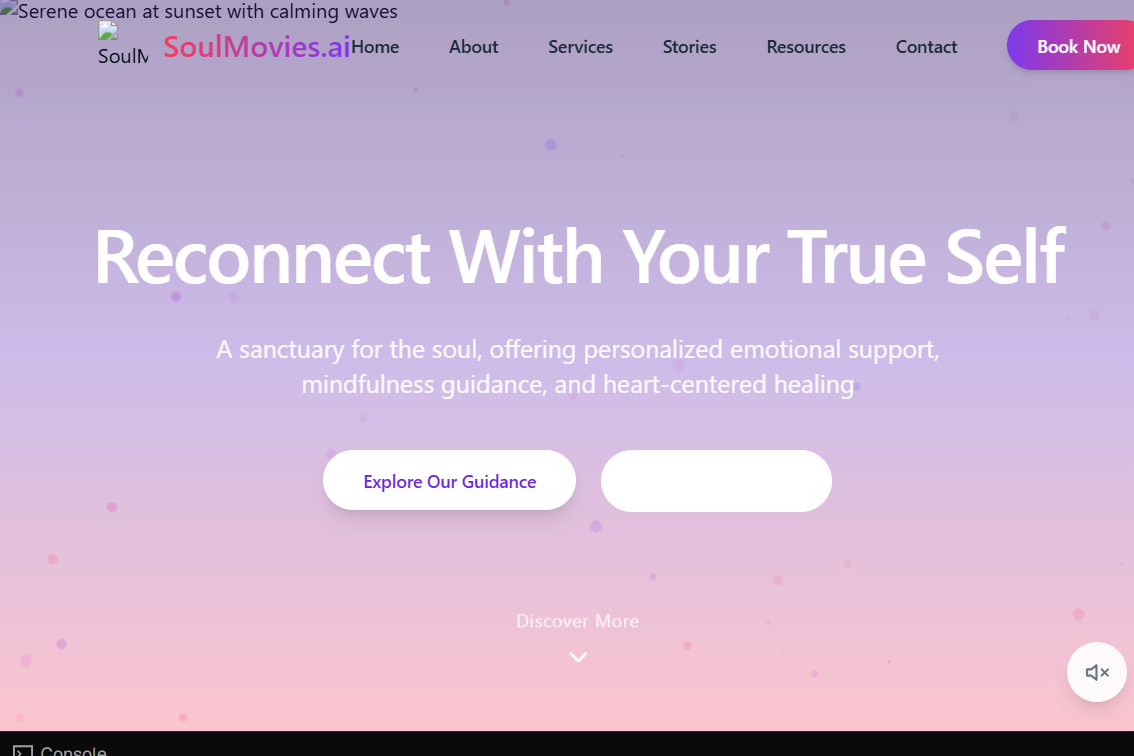 Serene ocean at sunset with calming waves
SoulM
SoulMovies.ai
Home
About
Services
Stories
Resources
Contact
Book Now
Reconnect With Your True Self
A sanctuary for the soul, offering personalized emotional support,
mindfulness guidance, and heart-centered healing
Explore Our Guidance
Discover More
Console